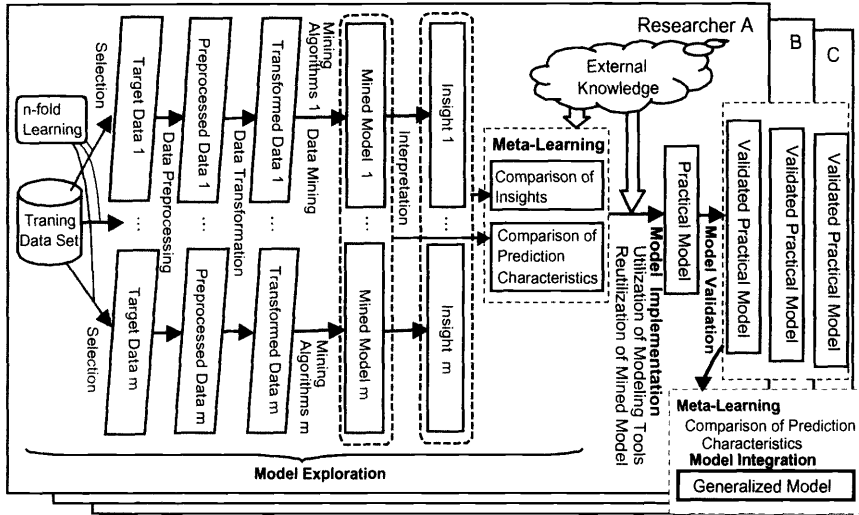 Researcher A
B
C
n-fold
Learning
Traning
Data Set
Selection
Selection
Target Data 1
...
Target Data m
Data Preprocessing
Preprocessed Data 1
...
Preprocessed Data m
Data Transformation
Transformed Data 1
...
Transformed Data m
Mining
Algorithms 1
Data Mining
Mining
Algorithms m
Mined Model 1
...
Mined Model m
Interpretation
Insight 1
...
Insight m
Model Exploration
External
Knowledge
Meta-Learning
Comparison of
Insights
Comparison of
Prediction
Characteristics
Model Implementation
Utilization of Modeling Tools
Reutilization of Mined Model
Practical Model
Model Validation
Validated Practical Model
Validated Practical Model
Validated Practical Model
Meta-Learning
Comparison of Prediction
Characteristics
Model Integration
Generalized Model